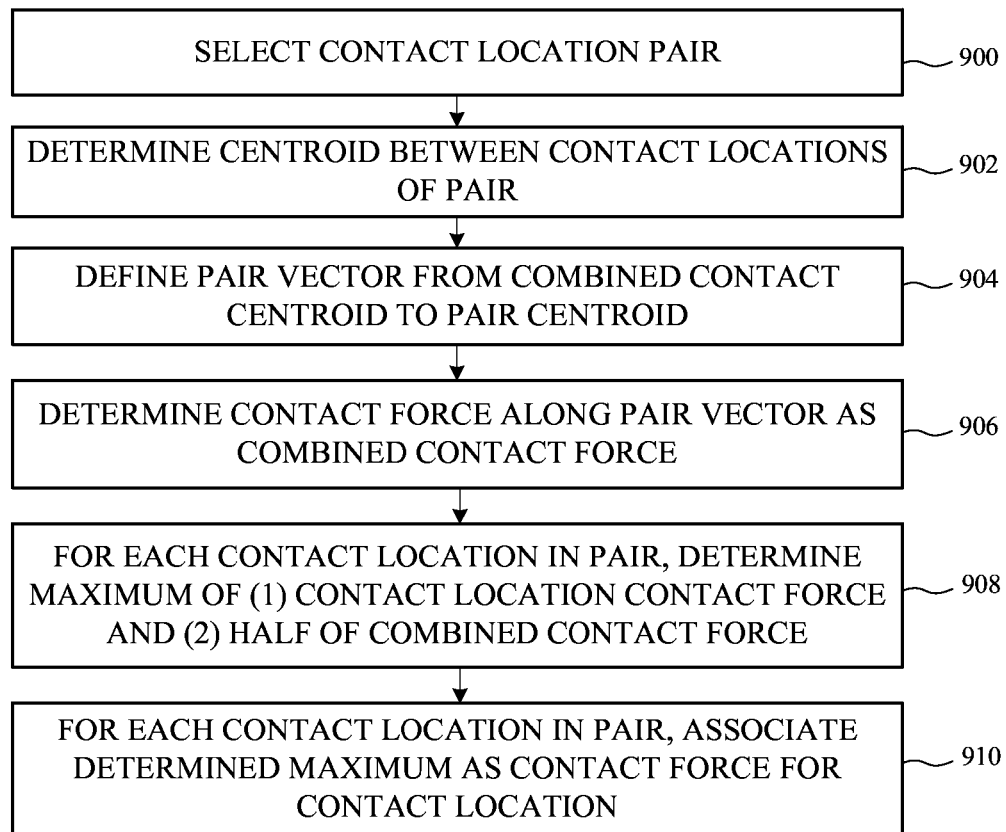 SELECT CONTACT LOCATION PAIR
900
DETERMINE CENTROID BETWEEN CONTACT LOCATIONS
OF PAIR
902
DEFINE PAIR VECTOR FROM COMBINED CONTACT
CENTROID TO PAIR CENTROID
904
DETERMINE CONTACT FORCE ALONG PAIR VECTOR AS
COMBINED CONTACT FORCE
906
FOR EACH CONTACT LOCATION IN PAIR, DETERMINE
MAXIMUM OF (1) CONTACT LOCATION CONTACT FORCE
AND (2) HALF OF COMBINED CONTACT FORCE
908
FOR EACH CONTACT LOCATION IN PAIR, ASSOCIATE
DETERMINED MAXIMUM AS CONTACT FORCE FOR
CONTACT LOCATION
910